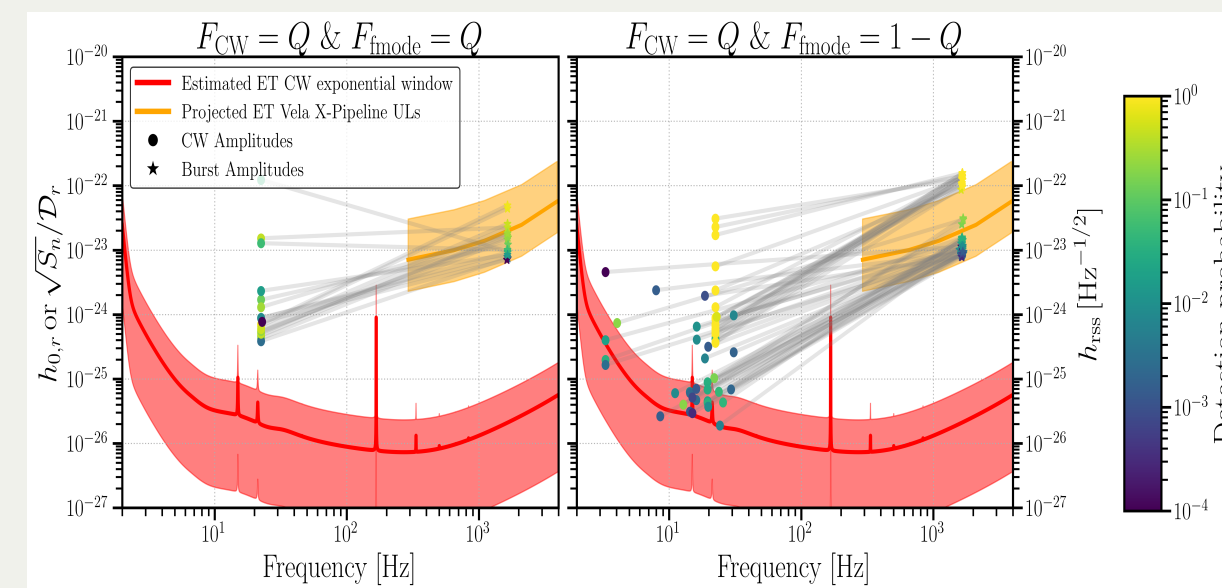 F_CW = Q & F_fmode = Q
F_CW = Q & F_fmode = 1 − Q
Estimated ET CW exponential window
Projected ET Vela X-Pipeline ULs
CW Amplitudes
Burst Amplitudes
10^−20
10^−21
10^−22
10^−23
10^−24
10^−25
10^−26
10^−27
h_{0,r} or √S_n/𝒟_r
10^1
10^2
10^3
Frequency [Hz]
10^1
10^2
10^3
Frequency [Hz]
10^−20
10^−21
10^−22
10^−23
10^−24
10^−25
10^−26
10^−27
h_rss [Hz^−1/2]
10^0
10^−1
10^−2
10^−3
10^−4